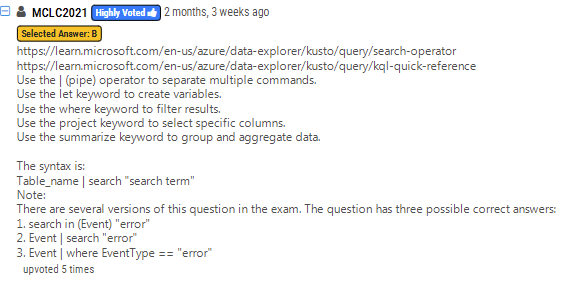 MCLC2021 Highly Voted 2 months, 3 weeks ago
Selected Answer: B
https://learn.microsoft.com/en-us/azure/data-explorer/kusto/query/search-operator
https://learn.microsoft.com/en-us/azure/data-explorer/kusto/query/kql-quick-reference
Use the | (pipe) operator to separate multiple commands.
Use the let keyword to create variables.
Use the where keyword to filter results.
Use the project keyword to select specific columns.
Use the summarize keyword to group and aggregate data.
The syntax is:
Table_name | search "search term"
Note:
There are several versions of this question in the exam. The question has three possible correct answers:
1. search in (Event) "error"
2. Event | search "error"
3. Event | where EventType == "error"
upvoted 5 times